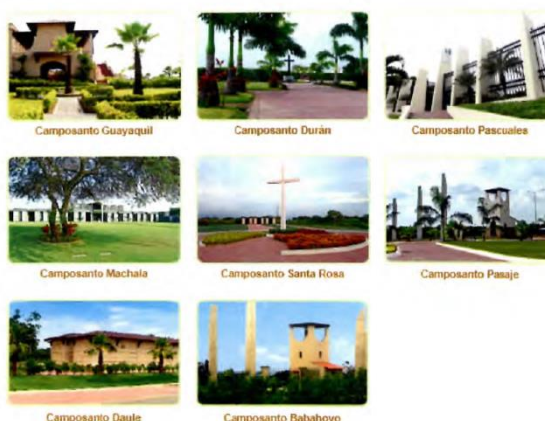 Camposanto Guayaquil
Camposanto Durán
Camposanto Pascuales
Camposanto Machala
Camposanto Santa Rosa
Camposanto Pasaje
Camposanto Daule
Camposanto Babahoyo